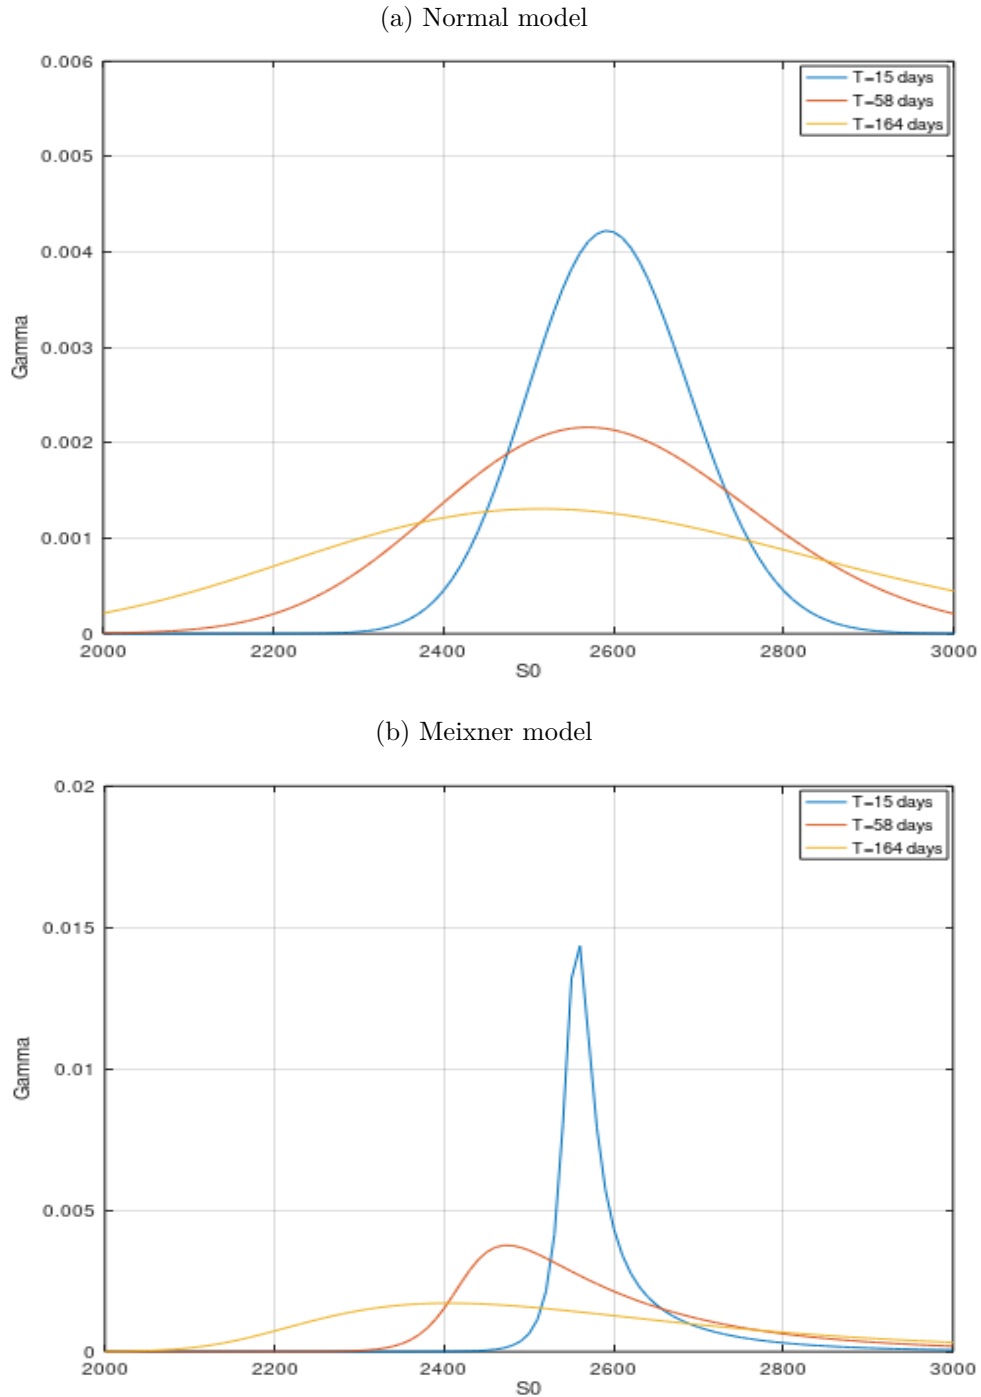 (a) Normal model
0.006
0.005
0.004
0.003
0.002
0.001
0
Gamma
T=15 days
T=58 days
T=164 days
2000 2200 2400 2600 2800 3000
S0
(b) Meixner model
0.02
0.015
0.01
0.005
0
Gamma
T=15 days
T=58 days
T=164 days
2000 2200 2400 2600 2800 3000
S0